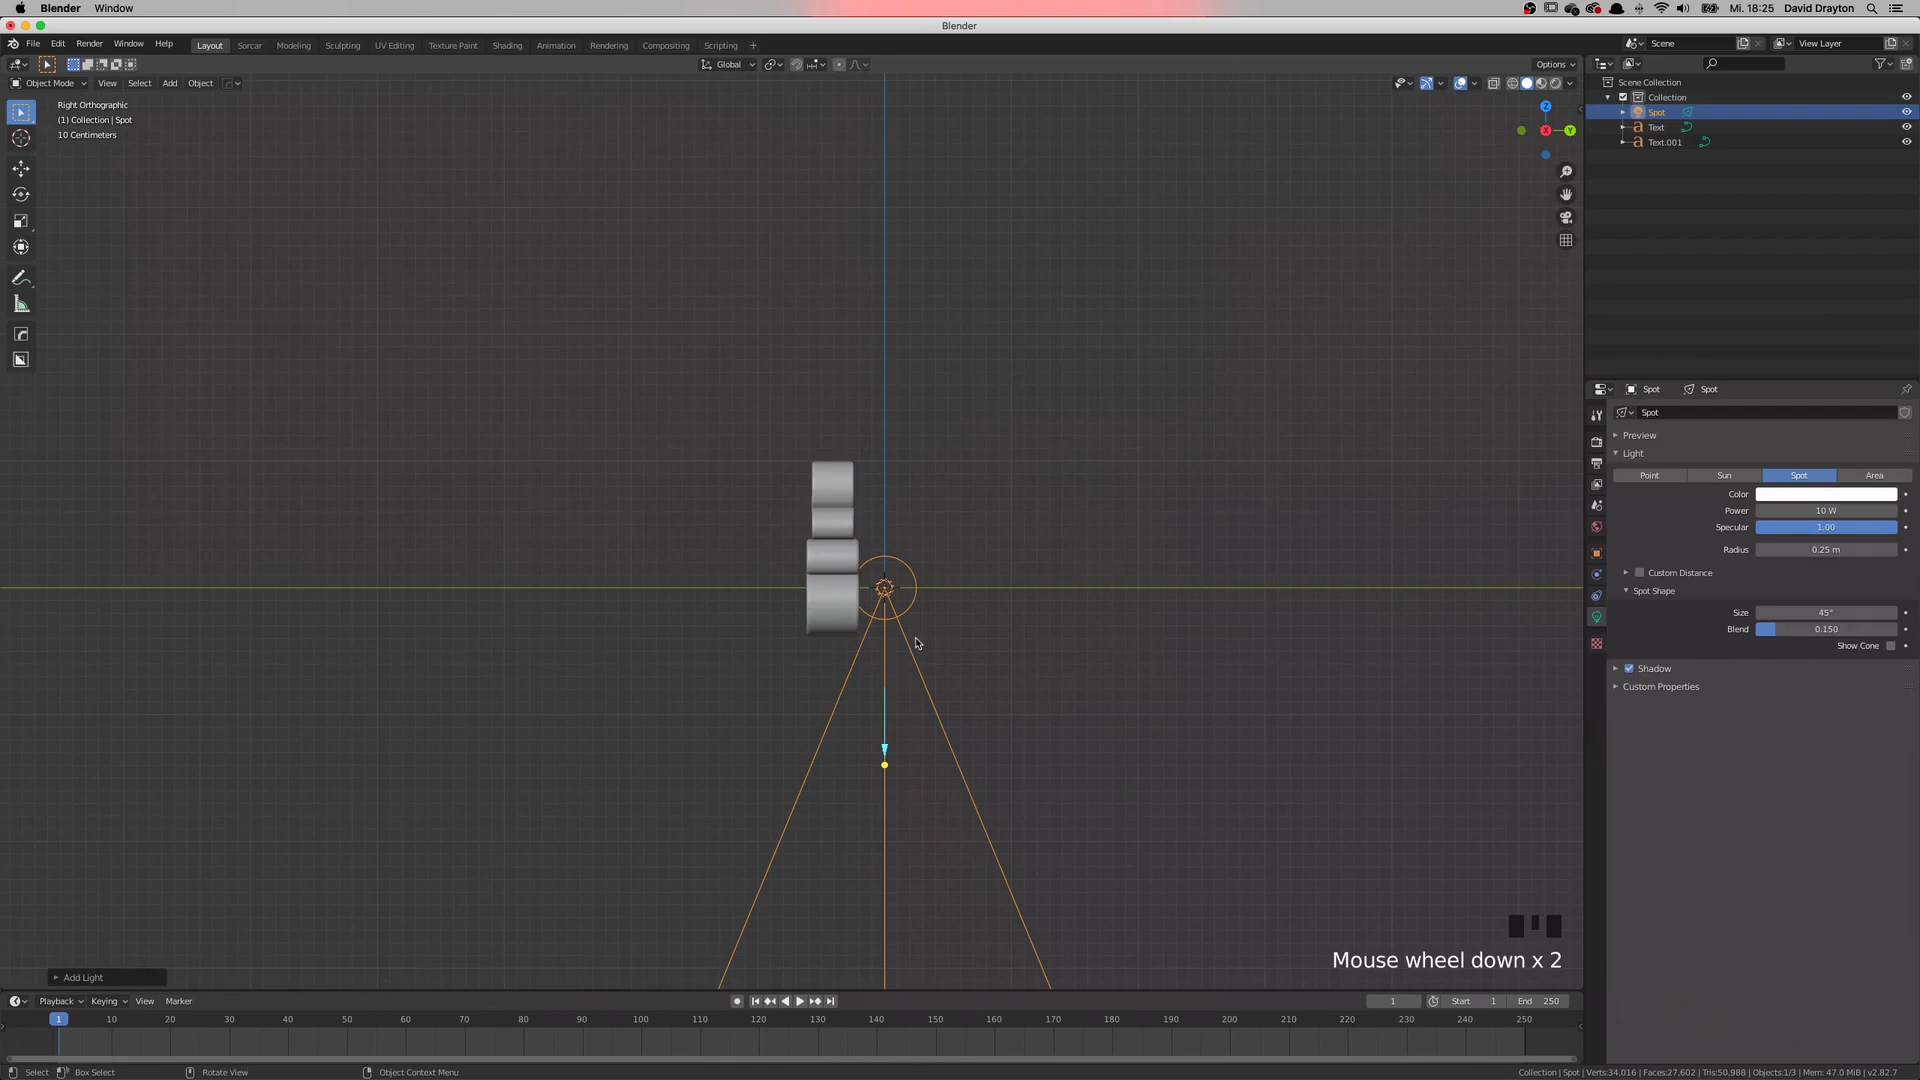 Blender Window Mi. 18:25 David Drayton
Blender
File Edit Render Window Help Layout Sorcar Modeling Sculpting UV Editing Texture Paint Shading Animation Rendering Compositing Scripting + Scene View Layer
Global Options
Object Mode View Select Add Object
Scene Collection
Collection
Spot
Text
Text.001
Right Orthographic
(1) Collection | Spot
10 Centimeters
Z
X
Y
Spot Spot
Spot
Preview
Light
Point Sun Spot Area
Color
Power 10 W
Specular 1.00
Radius 0.25 m
Custom Distance
Spot Shape
Size 45°
Blend 0.150
Show Cone
Shadow
Custom Properties
Mouse wheel down x 2
Add Light
Playback Keying View Marker 1 Start 1 End 250
1 10 20 30 40 50 60 70 80 90 100 110 120 130 140 150 160 170 180 190 200 210 220 230 240 250
Select Box Select Rotate View Object Context Menu Collection | Spot | Verts:34,016 | Faces:27,602 | Tris:50,988 | Objects:1/3 | Mem: 47.0 MiB | v2.82.7